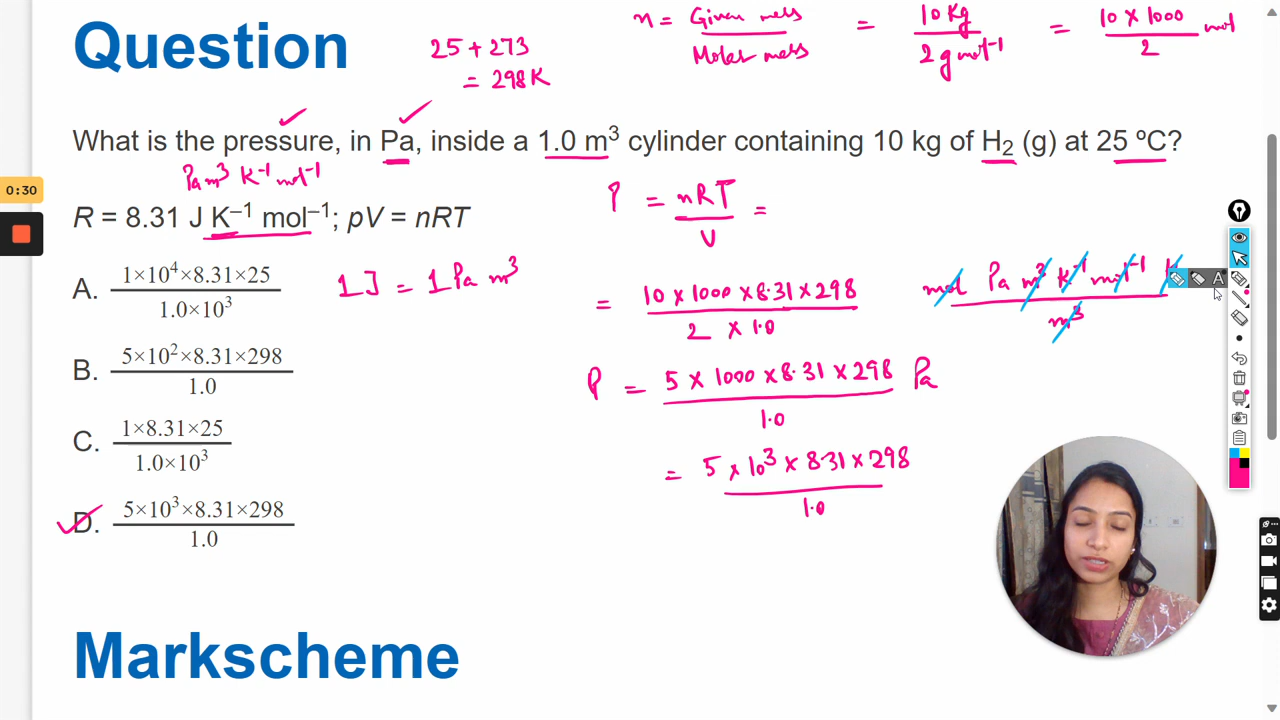 Question
25 + 273
= 298 K
n = Given mass / Molar mass = 10 Kg / 2 g mol⁻¹ = 10 × 1000 / 2 mol
What is the pressure, in Pa, inside a 1.0 m³ cylinder containing 10 kg of H₂ (g) at 25 ºC?
0:30
Pa m³ K⁻¹ mol⁻¹
R = 8.31 J K⁻¹ mol⁻¹; pV = nRT
P = nRT / V =
A. 1×10⁴×8.31×25 / 1.0×10³
1 J = 1 Pa m³
= 10 × 1000 × 8.31 × 298 / 2 × 1.0
mol Pa m³ K⁻¹ mol⁻¹ K / m³
B. 5×10²×8.31×298 / 1.0
P = 5 × 1000 × 8.31 × 298 / 1.0 Pa
C. 1×8.31×25 / 1.0×10³
= 5 × 10³ × 8.31 × 298 / 1.0
D. 5×10³×8.31×298 / 1.0
Markscheme